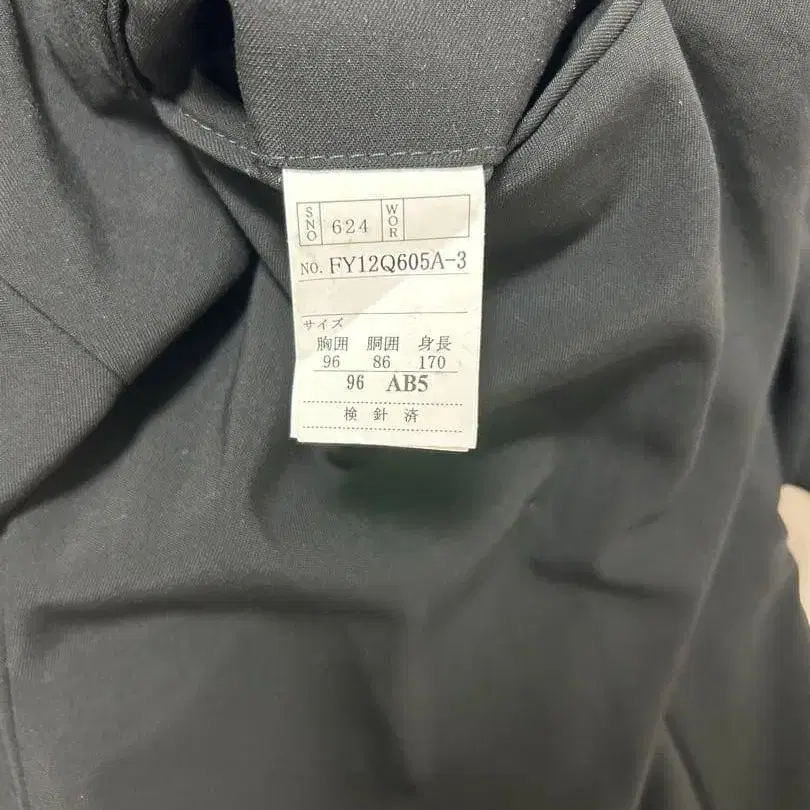 SNO 624 WOR
NO. FY12Q605A-3
サイズ
胸囲 胴囲 身長
96 86 170
96 AB5
検針済